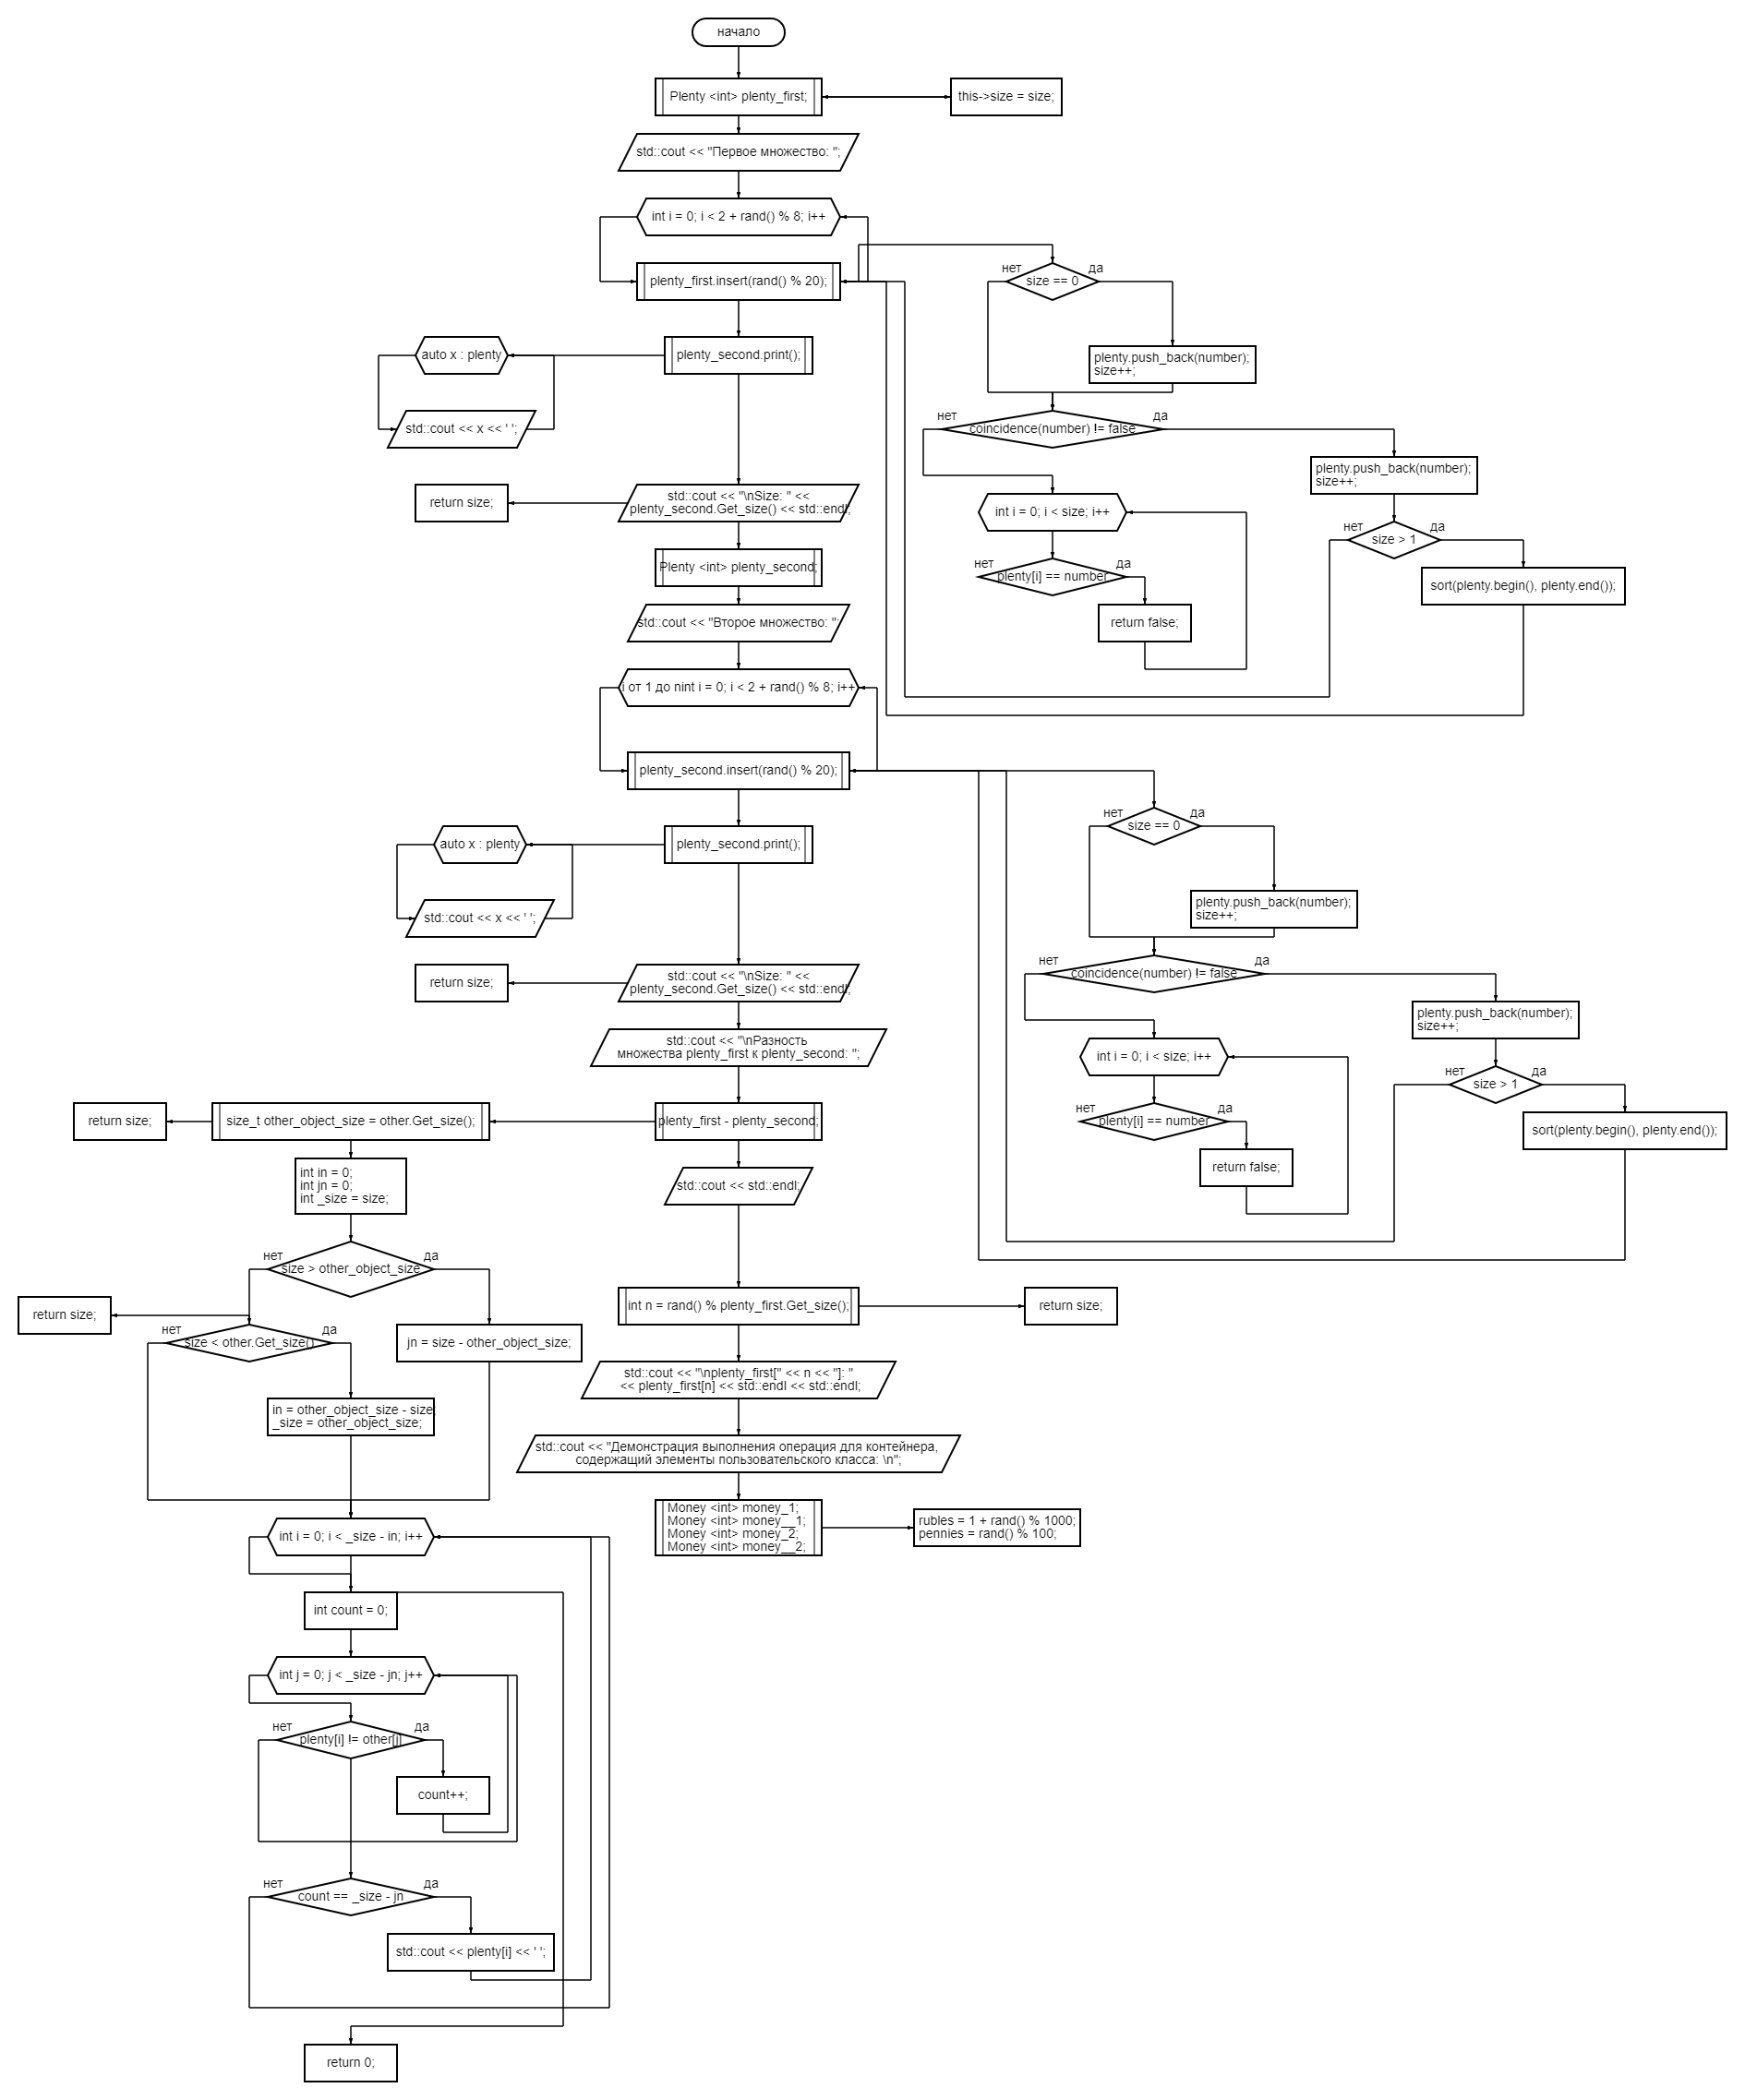 начало
Plenty <int> plenty_first;
this->size = size;
std::cout << "Первое множество: ";
int i = 0; i < 2 + rand() % 8; i++
plenty_first.insert(rand() % 20);
нет
да
size == 0
plenty.push_back(number);
size++;
auto x : plenty
plenty_second.print();
std::cout << x << ' ';
нет
да
coincidence(number) != false
plenty.push_back(number);
size++;
return size;
std::cout << "\nSize: " <<
plenty_second.Get_size() << std::endl;
int i = 0; i < size; i++
нет
да
size > 1
Plenty <int> plenty_second;
нет
да
plenty[i] == number
sort(plenty.begin(), plenty.end());
std::cout << "Второе множество: ";
return false;
i от 1 до nint i = 0; i < 2 + rand() % 8; i++
plenty_second.insert(rand() % 20);
нет
да
size == 0
auto x : plenty
plenty_second.print();
plenty.push_back(number);
size++;
std::cout << x << ' ';
нет
да
coincidence(number) != false
return size;
std::cout << "\nSize: " <<
plenty_second.Get_size() << std::endl;
plenty.push_back(number);
size++;
std::cout << "\nРазность
множества plenty_first к plenty_second: ";
int i = 0; i < size; i++
нет
да
size > 1
return size;
size_t other_object_size = other.Get_size();
plenty_first - plenty_second;
нет
да
plenty[i] == number
sort(plenty.begin(), plenty.end());
return false;
int in = 0;
int jn = 0;
int _size = size;
std::cout << std::endl;
нет
да
size > other_object_size
return size;
int n = rand() % plenty_first.Get_size();
return size;
нет
да
size < other.Get_size()
jn = size - other_object_size;
std::cout << "\nplenty_first[" << n << "]: "
<< plenty_first[n] << std::endl << std::endl;
in = other_object_size - size;
_size = other_object_size;
std::cout << "Демонстрация выполнения операция для контейнера,
содержащий элементы пользовательского класса: \n";
Money <int> money_1;
Money <int> money__1;
Money <int> money_2;
Money <int> money__2;
rubles = 1 + rand() % 1000;
pennies = rand() % 100;
int i = 0; i < _size - in; i++
int count = 0;
int j = 0; j < _size - jn; j++
нет
да
plenty[i] != other[j]
count++;
нет
да
count == _size - jn
std::cout << plenty[i] << ' ';
return 0;